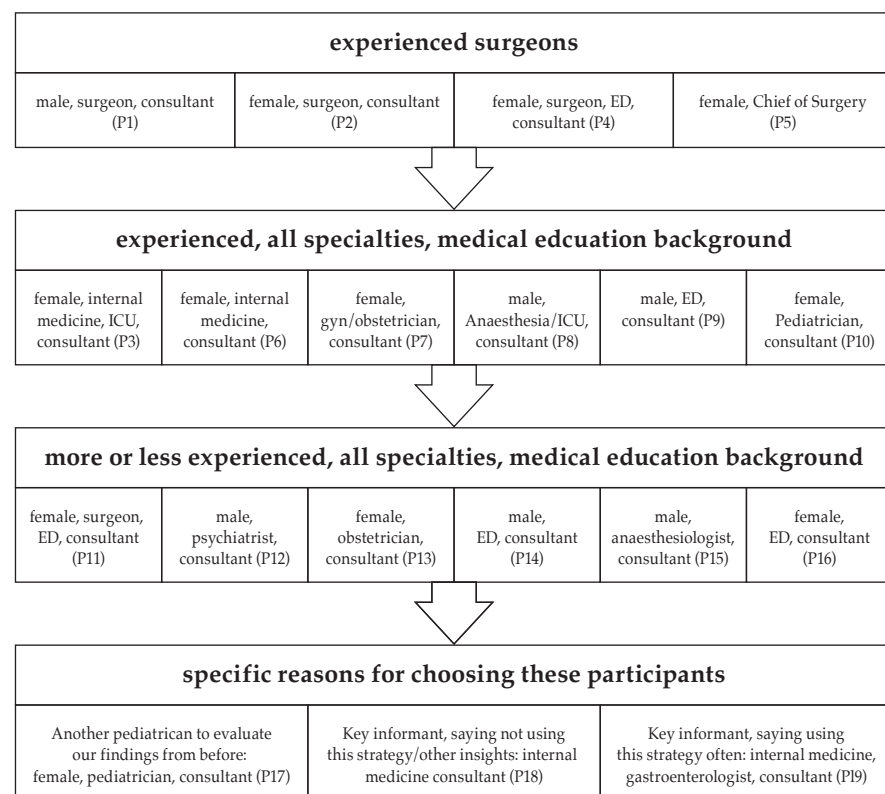 experienced surgeons
male, surgeon, consultant
(P1)
female, surgeon, consultant
(P2)
female, surgeon, ED,
consultant (P4)
female, Chief of Surgery
(P5)
experienced, all specialties, medical edcuation background
female, internal
medicine, ICU,
consultant (P3)
female, internal
medicine,
consultant (P6)
female,
gyn/obstetrician,
consultant (P7)
male,
Anaesthesia/ICU,
consultant (P8)
male, ED,
consultant (P9)
female,
Pediatrician,
consultant (P10)
more or less experienced, all specialties, medical education background
female, surgeon,
ED, consultant
(P11)
male,
psychiatrist,
consultant (P12)
female,
obstetrician,
consultant (P13)
male,
ED, consultant
(P14)
male,
anaesthesiologist,
consultant (P15)
female,
ED, consultant
(P16)
specific reasons for choosing these participants
Another pediatrican to evaluate
our findings from before:
female, pediatrician, consultant (P17)
Key informant, saying not using
this strategy/other insights: internal
medicine consultant (P18)
Key informant, saying using
this strategy often: internal medicine,
gastroenterologist, consultant (Pl9)